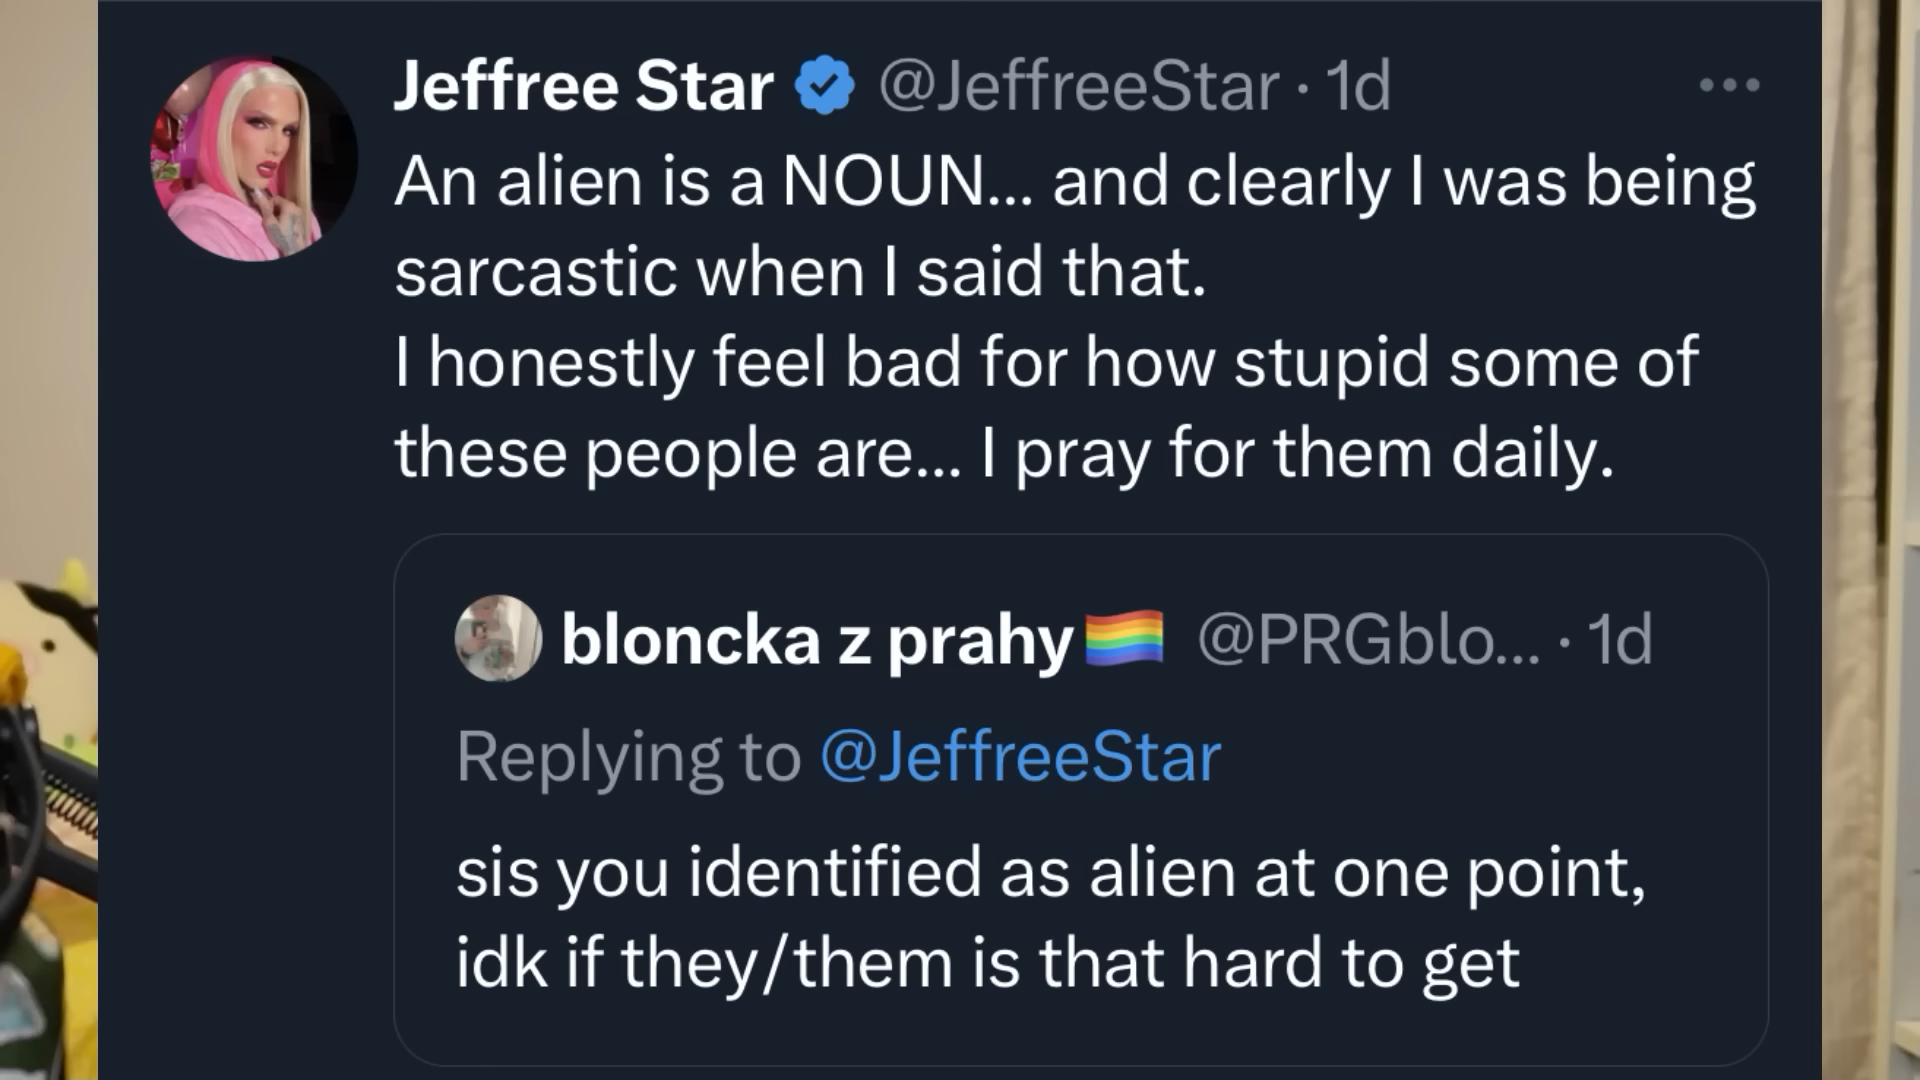 Jeffree Star @JeffreeStar · 1d
An alien is a NOUN... and clearly I was being
sarcastic when I said that.
I honestly feel bad for how stupid some of
these people are... I pray for them daily.
bloncka z prahy🏳️‍🌈 @PRGblo... · 1d
Replying to @JeffreeStar
sis you identified as alien at one point,
idk if they/them is that hard to get